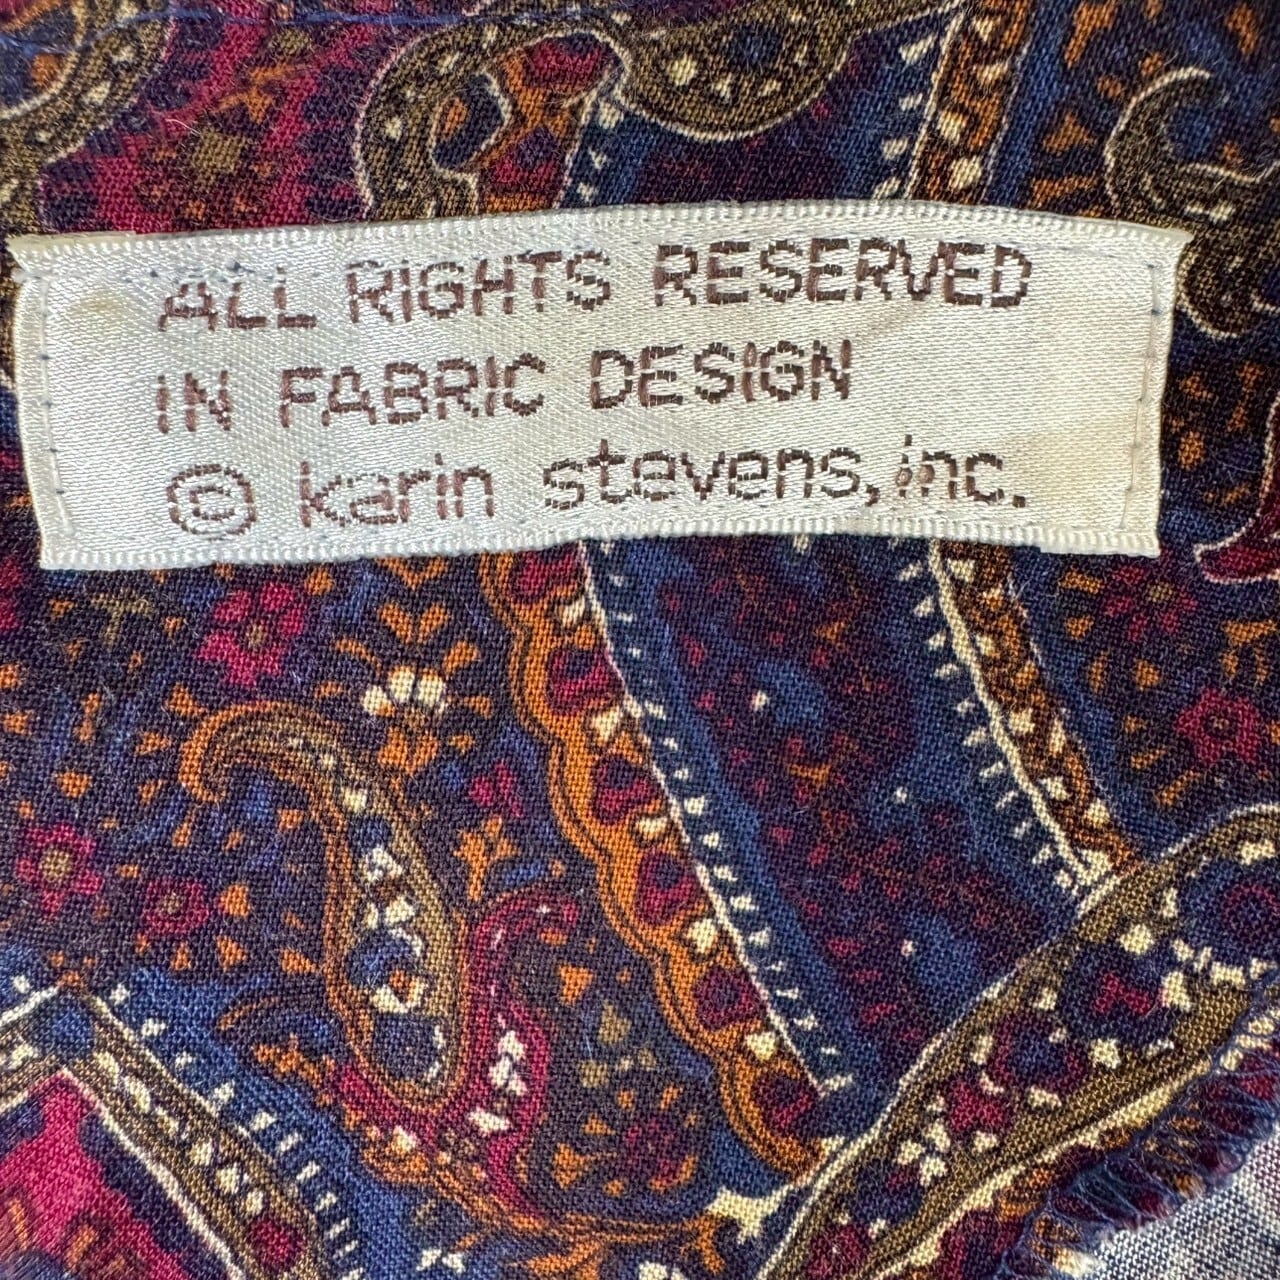 ALL RIGHTS RESERVED
IN FABRIC DESIGN
© karin stevens, inc.